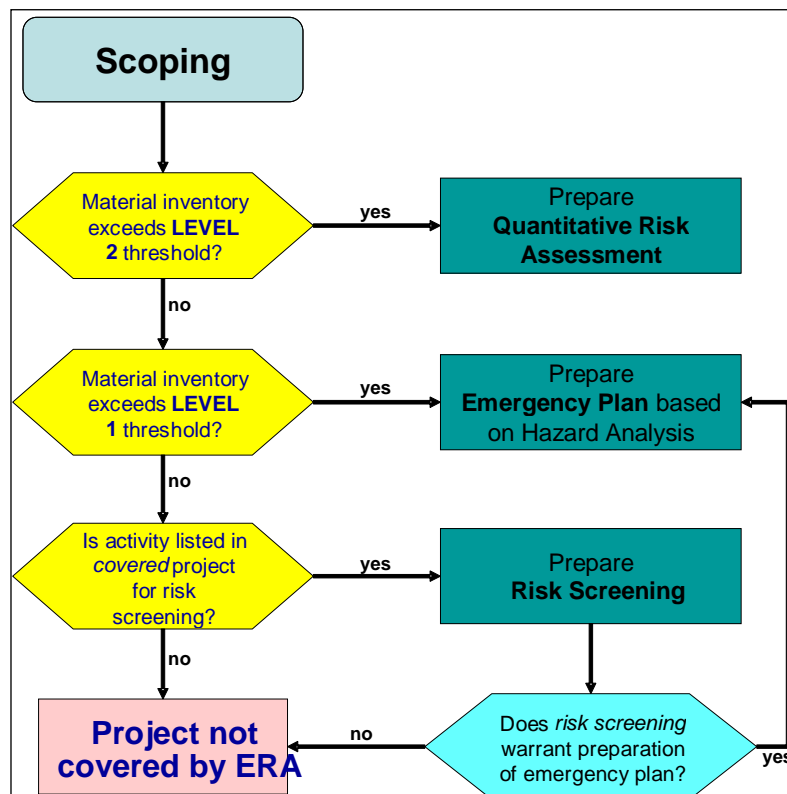 Scoping
Material inventory
exceeds LEVEL
2 threshold?
yes
Prepare
Quantitative Risk
Assessment
no
Material inventory
exceeds LEVEL
1 threshold?
yes
Prepare
Emergency Plan based
on Hazard Analysis
no
Is activity listed in
covered project
for risk
screening?
yes
Prepare
Risk Screening
no
Project not
covered by ERA
no
Does risk screening
warrant preparation
of emergency plan?
yes